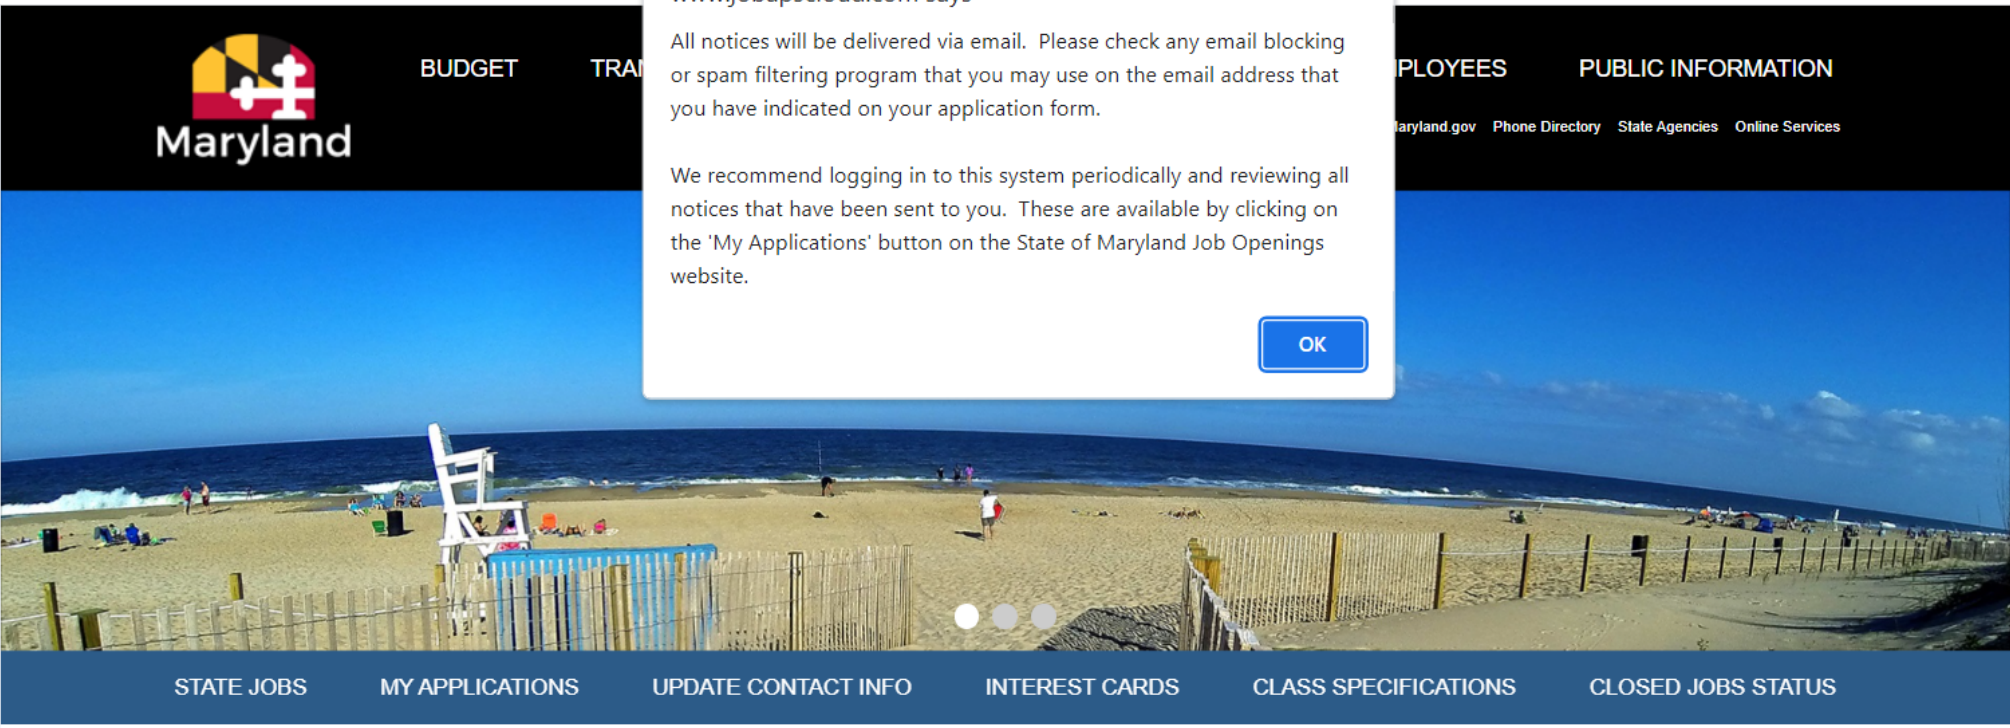 All notices will be delivered via email.  Please check any email blocking
or spam filtering program that you may use on the email address that
you have indicated on your application form.
We recommend logging in to this system periodically and reviewing all
notices that have been sent to you.  These are available by clicking on
the 'My Applications' button on the State of Maryland Job Openings
website.
OK
Maryland
BUDGET
PUBLIC INFORMATION
Phone Directory State Agencies Online Services
STATE JOBS MY APPLICATIONS UPDATE CONTACT INFO INTEREST CARDS CLASS SPECIFICATIONS CLOSED JOBS STATUS